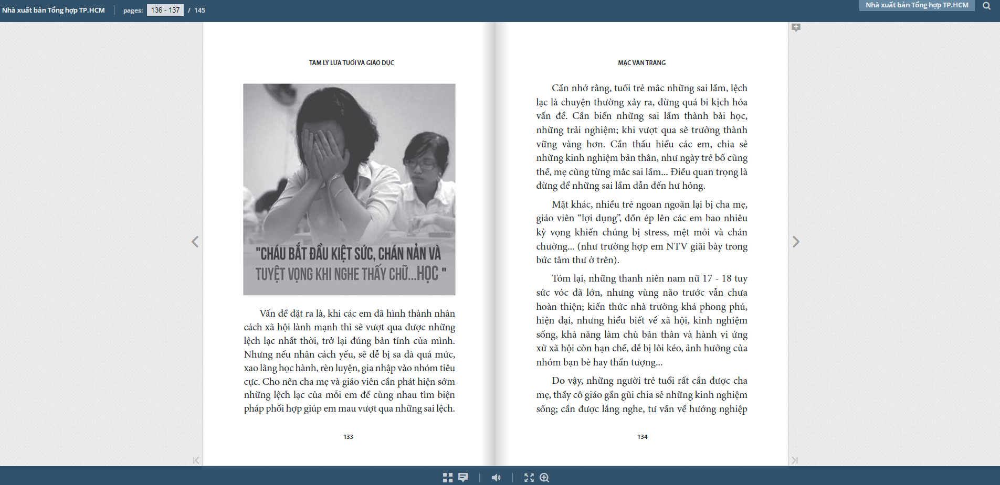 Nhà xuất bản Tổng hợp TP.HCM
pages: 136 - 137 / 145
Nhà xuất bản Tổng hợp TP.HCM
TÂM LÝ LỨA TUỔI VÀ GIÁO DỤC
"CHÁU BẮT ĐẦU KIỆT SỨC, CHÁN NẢN VÀ
TUYỆT VỌNG KHI NGHE THẤY CHỮ...HỌC "
Vấn đề đặt ra là, khi các em đã hình thành nhân
cách xã hội lành mạnh thì sẽ vượt qua được những
lệch lạc nhất thời, trở lại đúng bản tính của mình.
Nhưng nếu nhân cách yếu, sẽ dễ bị sa đà quá mức,
xao lãng học hành, rèn luyện, gia nhập vào nhóm tiêu
cực. Cho nên cha mẹ và giáo viên cần phát hiện sớm
những lệch lạc của mỗi em để cùng nhau tìm biện
pháp phối hợp giúp em mau vượt qua những sai lệch.
133
MẠC VĂN TRANG
Cần nhớ rằng, tuổi trẻ mắc những sai lầm, lệch
lạc là chuyện thường xảy ra, đừng quá bi kịch hóa
vấn đề. Cần biến những sai lầm thành bài học,
những trải nghiệm; khi vượt qua sẽ trưởng thành
vững vàng hơn. Cần thấu hiểu các em, chia sẻ
những kinh nghiệm bản thân, như ngày trẻ bố cũng
thế, mẹ cũng từng mắc sai lầm... Điều quan trọng là
đừng để những sai lầm dẫn đến hư hỏng.
Mặt khác, nhiều trẻ ngoan ngoãn lại bị cha mẹ,
giáo viên “lợi dụng”, dồn ép lên các em bao nhiêu
kỳ vọng khiến chúng bị stress, mệt mỏi và chán
chường... (như trường hợp em NTV giãi bày trong
bức tâm thư ở trên).
Tóm lại, những thanh niên nam nữ 17 - 18 tuy
sức vóc đã lớn, nhưng vùng não trước vẫn chưa
hoàn thiện; kiến thức nhà trường khá phong phú,
hiện đại, nhưng hiểu biết về xã hội, kinh nghiệm
sống, khả năng làm chủ bản thân và hành vi ứng
xử xã hội còn hạn chế, dễ bị lôi kéo, ảnh hưởng của
nhóm bạn bè hay thần tượng...
Do vậy, những người trẻ tuổi rất cần được cha
mẹ, thầy cô giáo gần gũi chia sẻ những kinh nghiệm
sống; cần được lắng nghe, tư vấn về hướng nghiệp
134